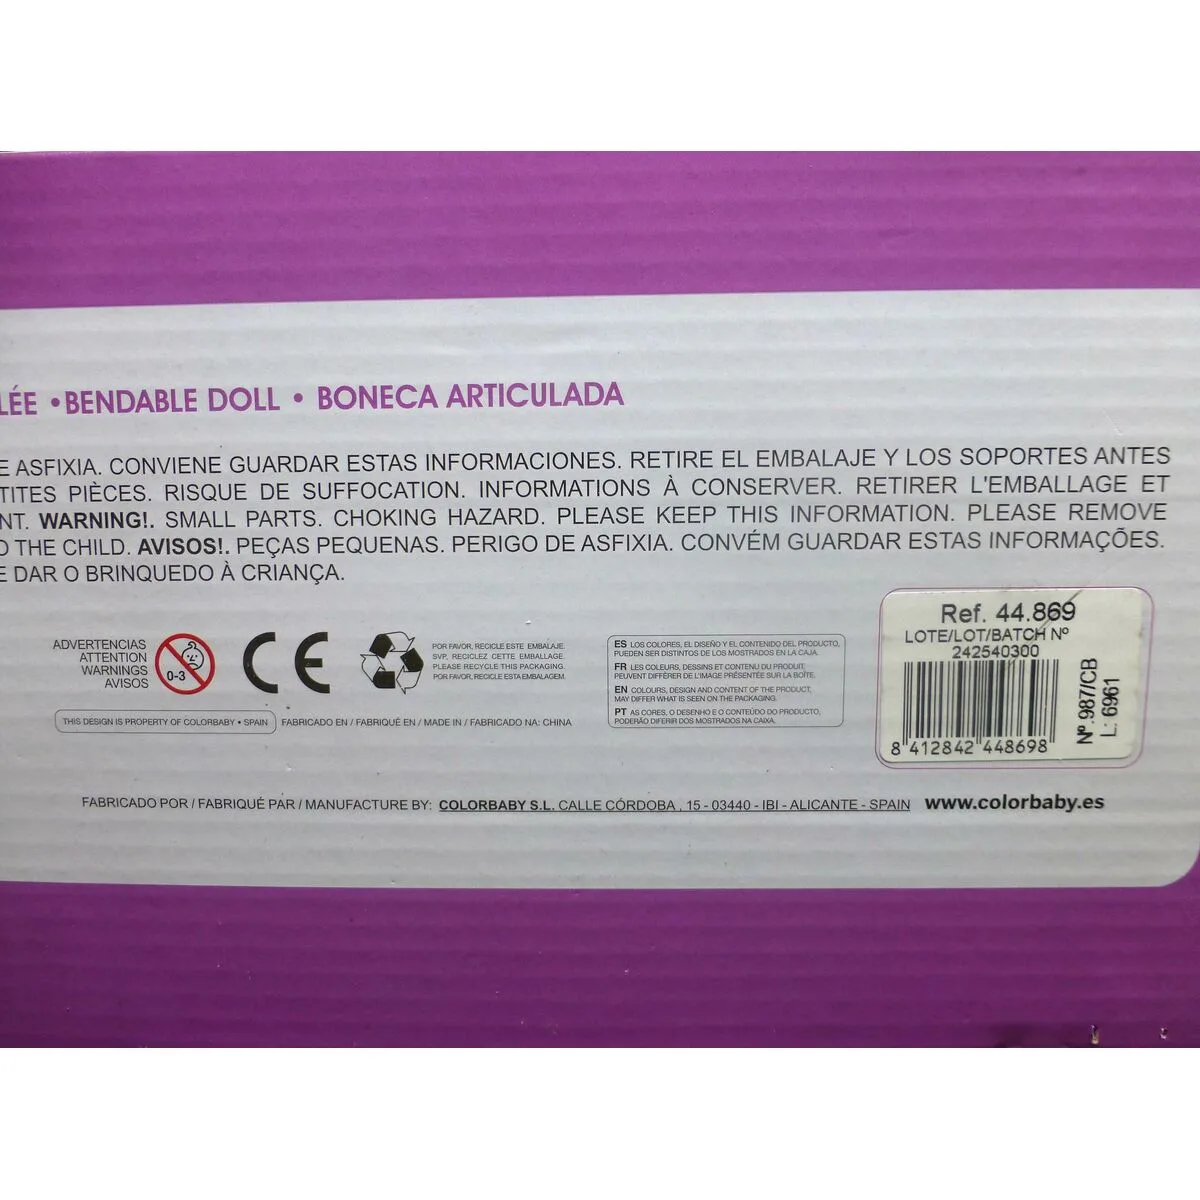 LÉE • BENDABLE DOLL • BONECA ARTICULADA
E ASFIXIA. CONVIENE GUARDAR ESTAS INFORMACIONES. RETIRE EL EMBALAJE Y LOS SOPORTES ANTES
TITES PIÈCES. RISQUE DE SUFFOCATION. INFORMATIONS À CONSERVER. RETIRER L'EMBALLAGE ET
NT. WARNING!. SMALL PARTS. CHOKING HAZARD. PLEASE KEEP THIS INFORMATION. PLEASE REMOVE
O THE CHILD. AVISOS!. PEÇAS PEQUENAS. PERIGO DE ASFIXIA. CONVÉM GUARDAR ESTAS INFORMAÇÕES.
E DAR O BRINQUEDO À CRIANÇA.
ADVERTENCIAS
ATTENTION
WARNINGS
AVISOS
0-3
CE
POR FAVOR, RECICLE ESTE EMBALAJE.
SVP, RECICLEZ CETTE EMBALLAGE.
PLEASE RECYCLE THIS PACKAGING.
POR FAVOR, RECICLE ESTA EMBALAGEM.
ES LOS COLORES, EL DISEÑO Y EL CONTENIDO DEL PRODUCTO,
PUEDEN SER DISTINTOS DE LOS MOSTRADOS EN LA CAJA.
FR LES COULEURS, DESSINS ET CONTENU DU PRODUIT,
PEUVENT DIFFÉRER DE L'IMAGE PRÉSENTÉE SUR LA BOÎTE.
EN COLOURS, DESIGN AND CONTENT OF THE PRODUCT,
MAY DIFFER WHAT IS SEEN ON THE PACKAGING.
PT AS CORES, O DESENHO E O CONTEÚDO DO PRODUCTO,
PODERÃO DIFERIR DOS MOSTRADOS NA CAIXA.
Ref. 44.869
LOTE/LOT/BATCH Nº
242540300
8 412842 448698
Nº.987/CB
L: 6961
THIS DESIGN IS PROPERTY OF COLORBABY • SPAIN
FABRICADO EN / FABRIQUÉ EN / MADE IN / FABRICADO NA: CHINA
FABRICADO POR / FABRIQUÉ PAR / MANUFACTURE BY: COLORBABY S.L. CALLE CÓRDOBA , 15 - 03440 - IBI - ALICANTE - SPAIN www.colorbaby.es